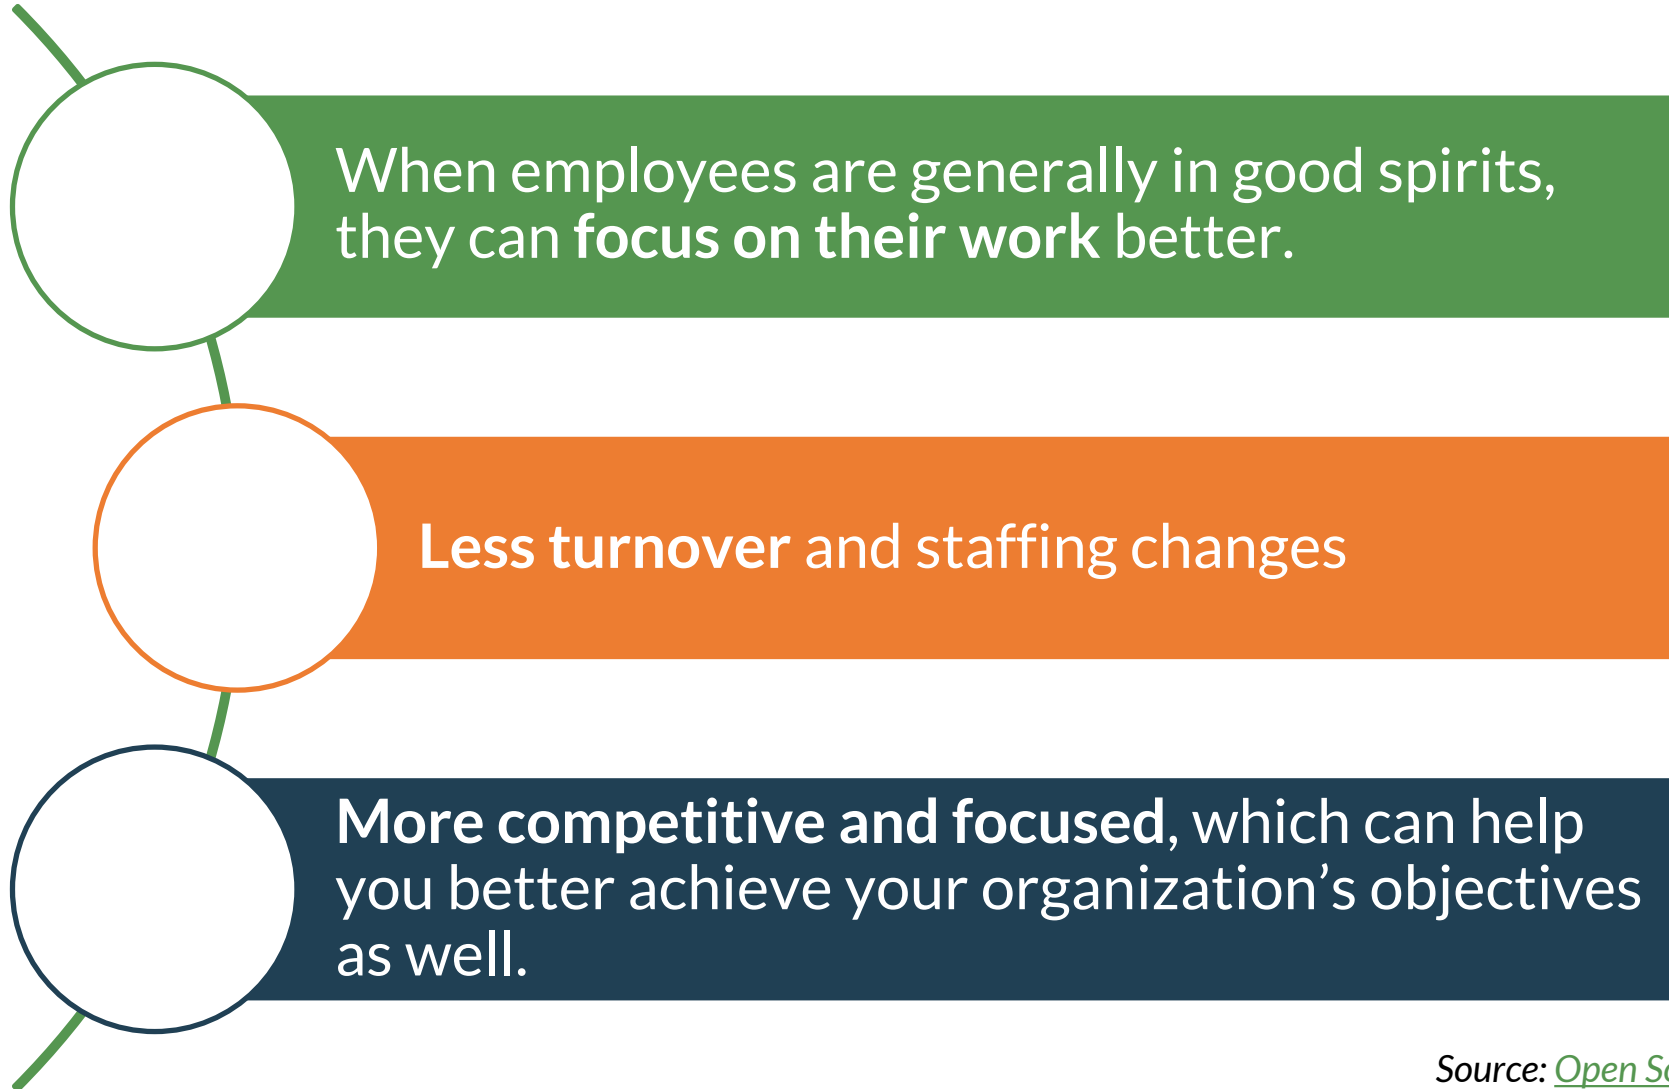 When employees are generally in good spirits,
they can focus on their work better.
Less turnover and staffing changes
More competitive and focused, which can help
you better achieve your organization’s objectives
as well.
Source: Open